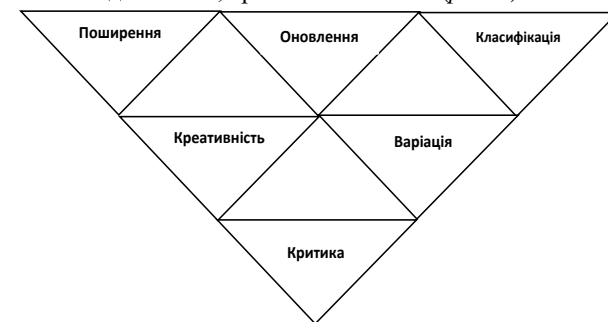 Поширення
Оновлення
Класифікація
Креативність
Варіація
Критика